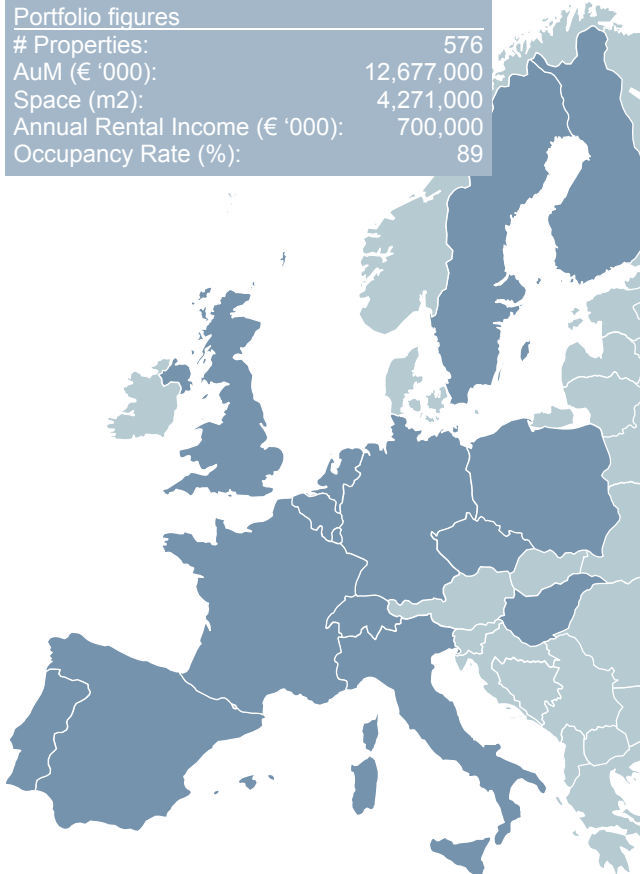 Portfolio figures
# Properties: 576
AuM (€ ‘000): 12,677,000
Space (m2): 4,271,000
Annual Rental Income (€ ‘000): 700,000
Occupancy Rate (%): 89